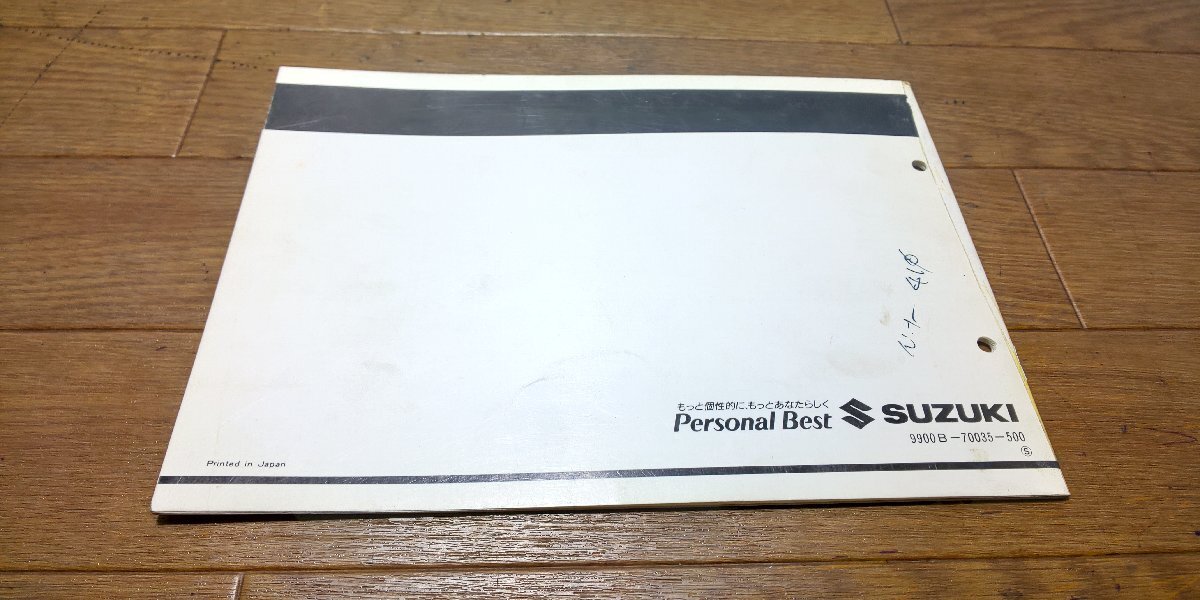 もっと個性的に、もっとあなたらしく
Personal Best SUZUKI
9900B-70035-500
⑤
Printed in Japan